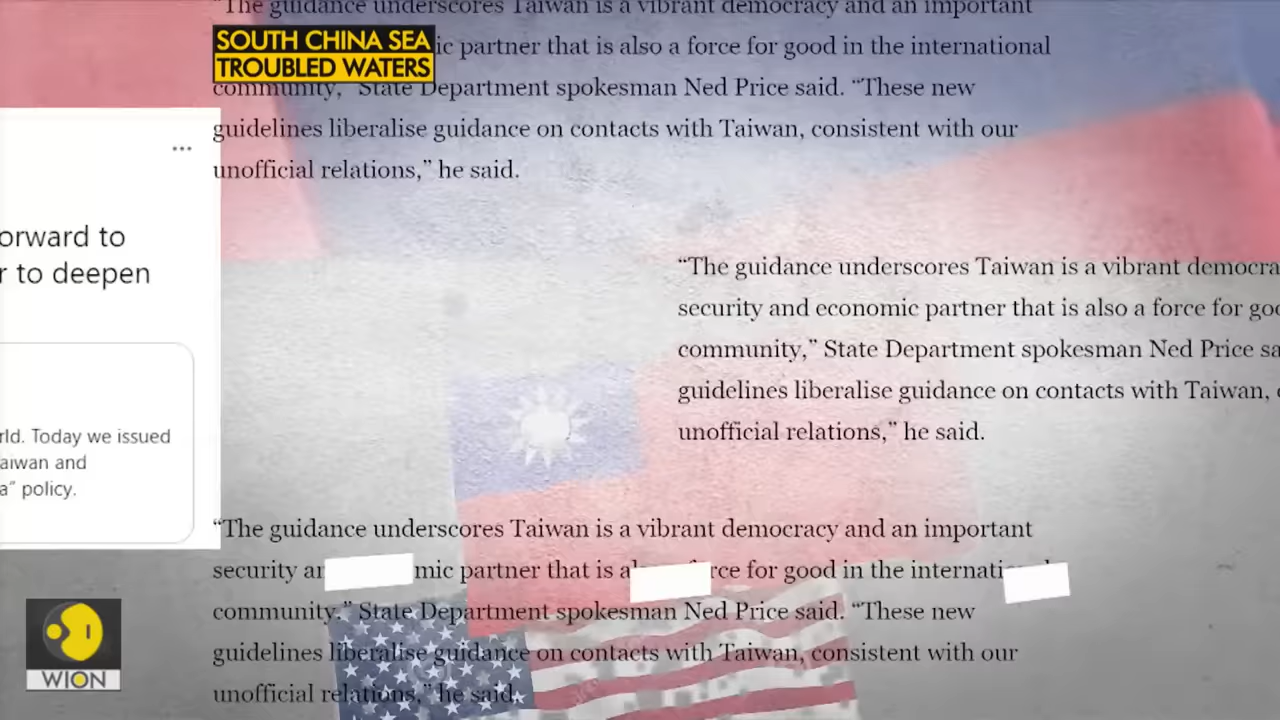 “The guidance underscores Taiwan is a vibrant democracy and an important
SOUTH CHINA SEA
TROUBLED WATERS
ic partner that is also a force for good in the international
community,” State Department spokesman Ned Price said. “These new
guidelines liberalise guidance on contacts with Taiwan, consistent with our
unofficial relations,” he said.
...
orward to
r to deepen
rld. Today we issued
aiwan and
a” policy.
“The guidance underscores Taiwan is a vibrant democra
security and economic partner that is also a force for goo
community,” State Department spokesman Ned Price sa
guidelines liberalise guidance on contacts with Taiwan, c
unofficial relations,” he said.
“The guidance underscores Taiwan is a vibrant democracy and an important
security ar mic partner that is a rce for good in the internati
community,” State Department spokesman Ned Price said. “These new
guidelines liberalise guidance on contacts with Taiwan, consistent with our
unofficial relations,” he said.
WION